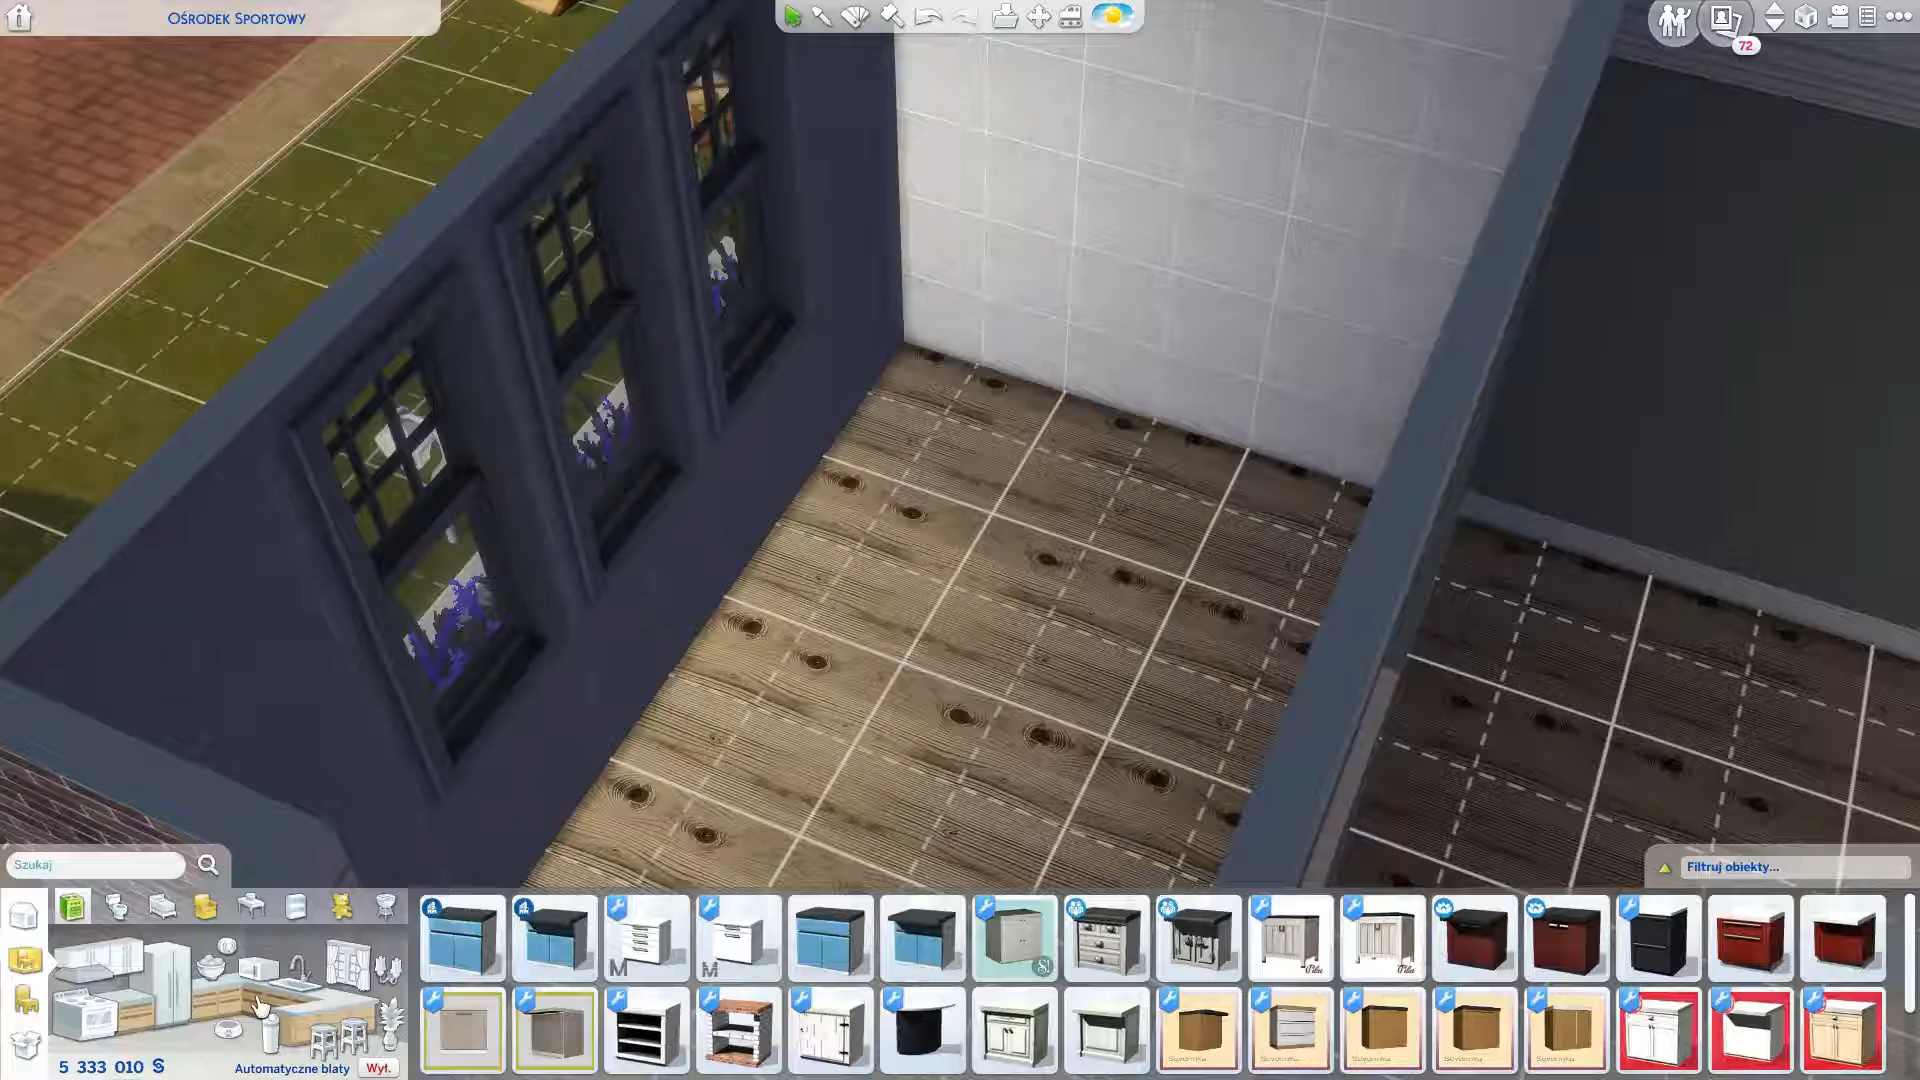 Ośrodek Sportowy
72
Szukaj
Filtruj obiekty...
M
M
5 333 010 §
Automatyczne blaty
Wył.